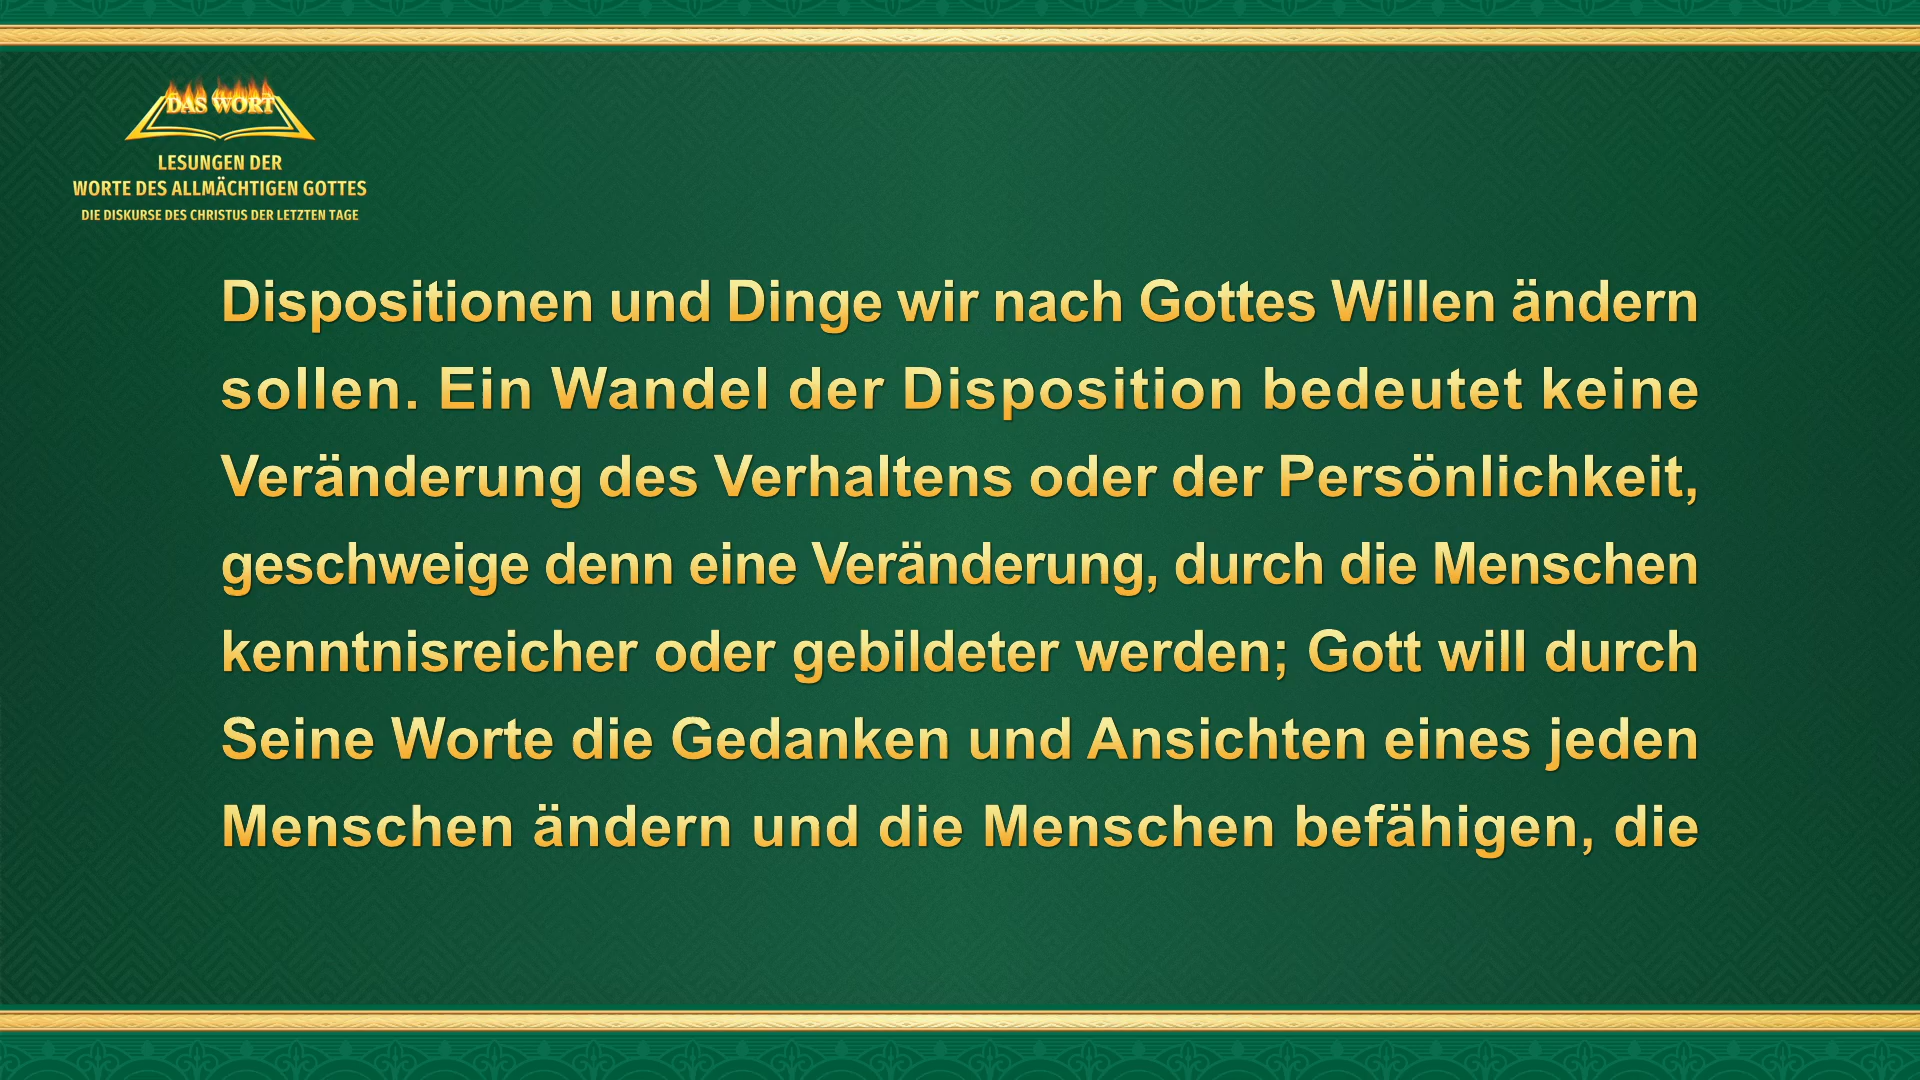 DAS WORT
LESUNGEN DER
WORTE DES ALLMÄCHTIGEN GOTTES
DIE DISKURSE DES CHRISTUS DER LETZTEN TAGE
Dispositionen und Dinge wir nach Gottes Willen ändern
sollen. Ein Wandel der Disposition bedeutet keine
Veränderung des Verhaltens oder der Persönlichkeit,
geschweige denn eine Veränderung, durch die Menschen
kenntnisreicher oder gebildeter werden; Gott will durch
Seine Worte die Gedanken und Ansichten eines jeden
Menschen ändern und die Menschen befähigen, die